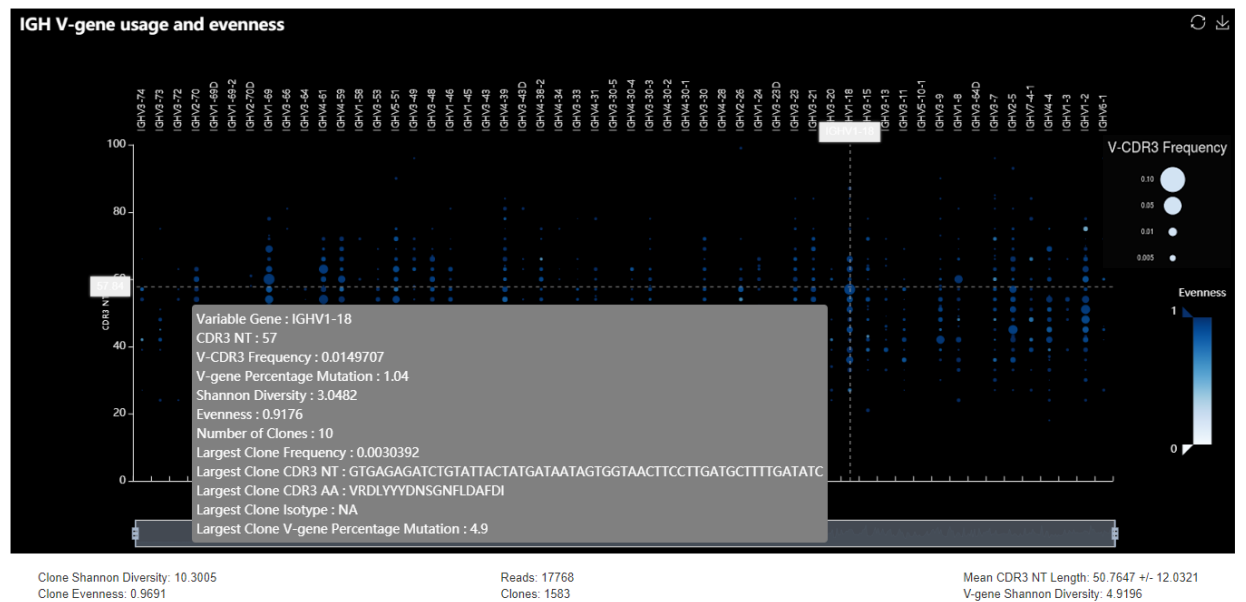 IGH V-gene usage and evenness
IGHV3-74
IGHV3-73
IGHV3-72
IGHV2-70
IGHV1-69D
IGHV1-69-2
IGHV2-70D
IGHV1-69
IGHV3-66
IGHV3-64
IGHV4-61
IGHV4-59
IGHV1-58
IGHV3-53
IGHV5-51
IGHV3-49
IGHV3-48
IGHV1-46
IGHV1-45
IGHV3-43
IGHV4-39
IGHV3-43D
IGHV4-38-2
IGHV4-34
IGHV3-33
IGHV4-31
IGHV3-30-5
IGHV4-30-4
IGHV3-30-3
IGHV4-30-2
IGHV4-30-1
IGHV3-30
IGHV4-28
IGHV2-26
IGHV1-24
IGHV3-23D
IGHV3-23
IGHV3-21
IGHV3-20
IGHV1-18
IGHV3-15
IGHV3-13
IGHV3-11
IGHV5-10-1
IGHV3-9
IGHV1-8
IGHV3-64D
IGHV3-7
IGHV2-5
IGHV7-4-1
IGHV4-4
IGHV1-3
IGHV1-2
IGHV6-1
IGHV1-18
100
80
60
57.84
40
20
0
CDR3 NT
V-CDR3 Frequency
0.10
0.05
0.01
0.005
Evenness
1
0
Variable Gene : IGHV1-18
CDR3 NT : 57
V-CDR3 Frequency : 0.0149707
V-gene Percentage Mutation : 1.04
Shannon Diversity : 3.0482
Evenness : 0.9176
Number of Clones : 10
Largest Clone Frequency : 0.0030392
Largest Clone CDR3 NT : GTGAGAGATCTGTATTACTATGATAATAGTGGTAACTTCCTTGATGCTTTTGATATC
Largest Clone CDR3 AA : VRDLYYYDNSGNFLDAFDI
Largest Clone Isotype : NA
Largest Clone V-gene Percentage Mutation : 4.9
Clone Shannon Diversity: 10.3005
Clone Evenness: 0.9691
Reads: 17768
Clones: 1583
Mean CDR3 NT Length: 50.7647 +/- 12.0321
V-gene Shannon Diversity: 4.9196